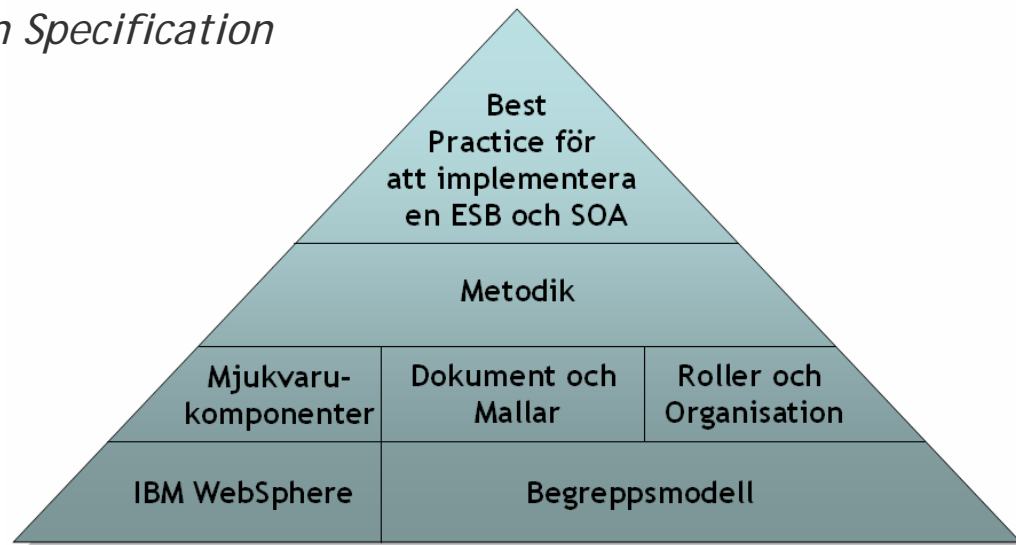 n Specification
Best
Practice för
att implementera
en ESB och SOA
Metodik
Mjukvaru-
komponenter
Dokument och
Mallar
Roller och
Organisation
IBM WebSphere
Begreppsmodell